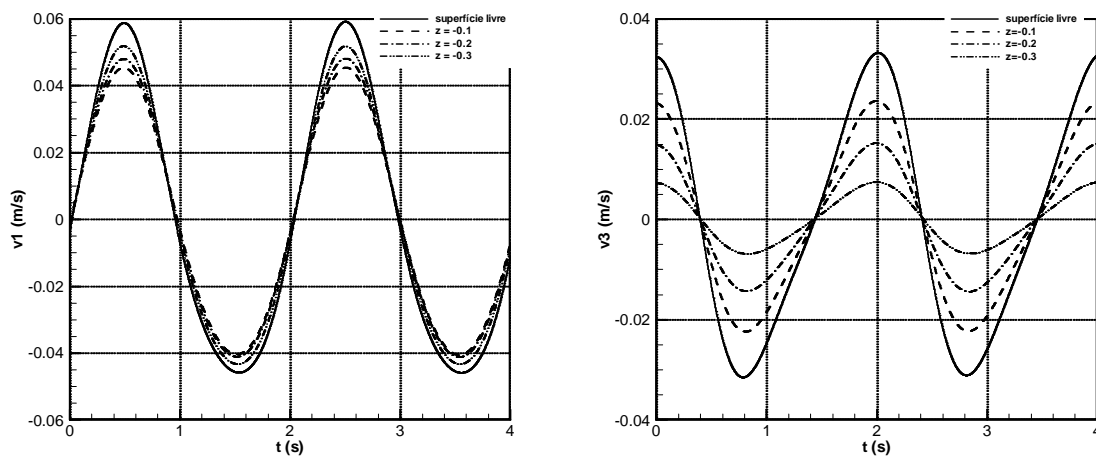 superfície livre
z = -0.1
z = -0.2
z = -0.3
v1 (m/s)
0.06
0.04
0.02
0
-0.02
-0.04
-0.06
0 1 2 3 4
t (s)
superfície livre
z=-0.1
z=-0.2
z=-0.3
v3 (m/s)
0.04
0.02
0
-0.02
-0.04
0 1 2 3 4
t (s)